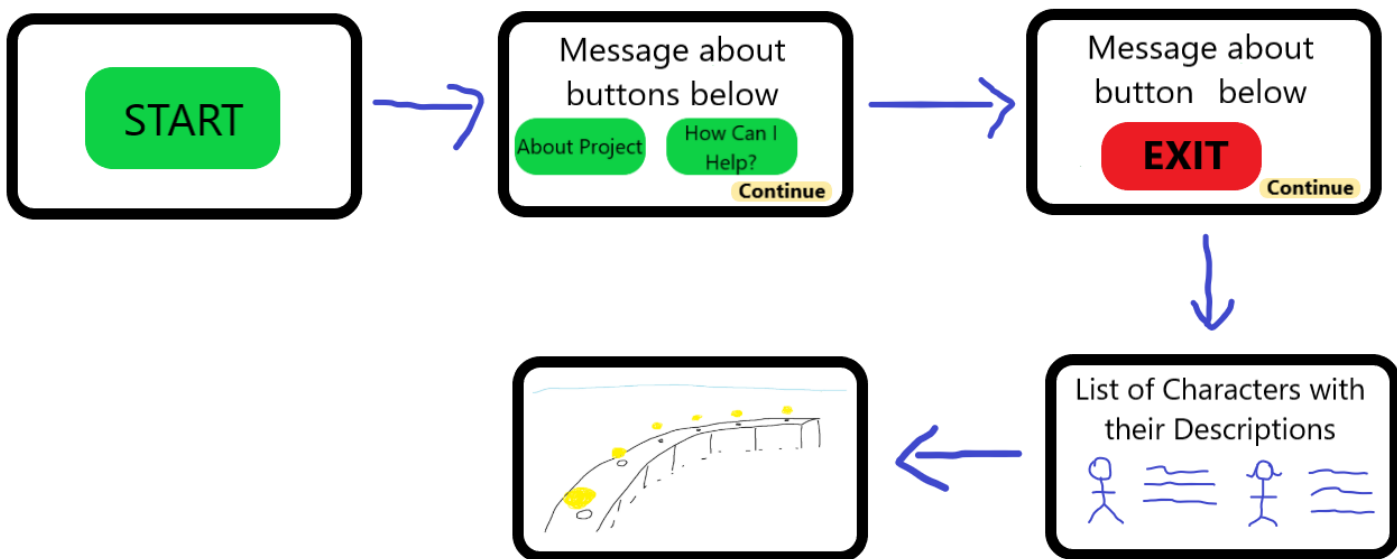 START
Message about
buttons below
About Project
How Can I
Help?
Continue
Message about
button below
EXIT
Continue
List of Characters with
their Descriptions